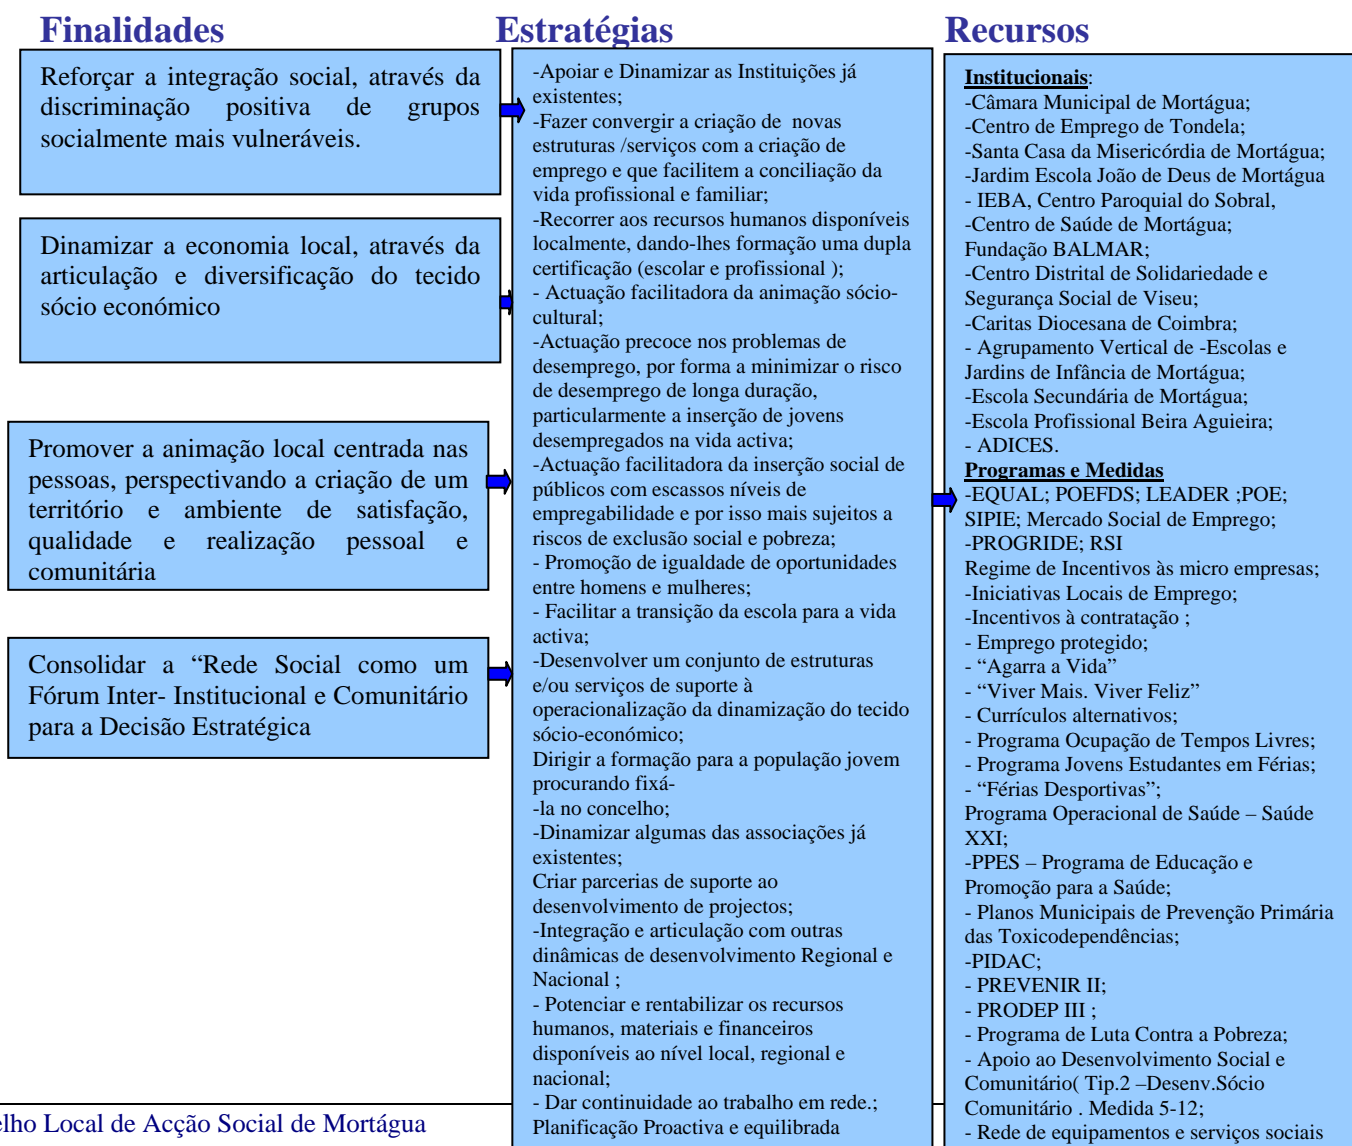 Finalidades
Reforçar a integração social, através da
discriminação positiva de grupos
socialmente mais vulneráveis.
Dinamizar a economia local, através da
articulação e diversificação do tecido
sócio económico
Promover a animação local centrada nas
pessoas, perspectivando a criação de um
território e ambiente de satisfação,
qualidade e realização pessoal e
comunitária
Consolidar a “Rede Social como um
Fórum Inter- Institucional e Comunitário
para a Decisão Estratégica
Estratégias
-Apoiar e Dinamizar as Instituições já
existentes;
-Fazer convergir a criação de novas
estruturas /serviços com a criação de
emprego e que facilitem a conciliação da
vida profissional e familiar;
-Recorrer aos recursos humanos disponíveis
localmente, dando-lhes formação uma dupla
certificação (escolar e profissional );
- Actuação facilitadora da animação sócio-
cultural;
-Actuação precoce nos problemas de
desemprego, por forma a minimizar o risco
de desemprego de longa duração,
particularmente a inserção de jovens
desempregados na vida activa;
-Actuação facilitadora da inserção social de
públicos com escassos níveis de
empregabilidade e por isso mais sujeitos a
riscos de exclusão social e pobreza;
- Promoção de igualdade de oportunidades
entre homens e mulheres;
- Facilitar a transição da escola para a vida
activa;
-Desenvolver um conjunto de estruturas
e/ou serviços de suporte à
operacionalização da dinamização do tecido
sócio-económico;
Dirigir a formação para a população jovem
procurando fixá-
-la no concelho;
-Dinamizar algumas das associações já
existentes;
Criar parcerias de suporte ao
desenvolvimento de projectos;
-Integração e articulação com outras
dinâmicas de desenvolvimento Regional e
Nacional ;
- Potenciar e rentabilizar os recursos
humanos, materiais e financeiros
disponíveis ao nível local, regional e
nacional;
- Dar continuidade ao trabalho em rede.;
Planificação Proactiva e equilibrada
Recursos
Institucionais:
-Câmara Municipal de Mortágua;
-Centro de Emprego de Tondela;
-Santa Casa da Misericórdia de Mortágua;
-Jardim Escola João de Deus de Mortágua
- IEBA, Centro Paroquial do Sobral,
-Centro de Saúde de Mortágua;
Fundação BALMAR;
-Centro Distrital de Solidariedade e
Segurança Social de Viseu;
-Caritas Diocesana de Coimbra;
- Agrupamento Vertical de -Escolas e
Jardins de Infância de Mortágua;
-Escola Secundária de Mortágua;
-Escola Profissional Beira Aguieira;
- ADICES.
Programas e Medidas
-EQUAL; POEFDS; LEADER ;POE;
SIPIE; Mercado Social de Emprego;
-PROGRIDE; RSI
Regime de Incentivos às micro empresas;
-Iniciativas Locais de Emprego;
-Incentivos à contratação ;
- Emprego protegido;
- “Agarra a Vida”
- “Viver Mais. Viver Feliz”
- Currículos alternativos;
- Programa Ocupação de Tempos Livres;
- Programa Jovens Estudantes em Férias;
- “Férias Desportivas”;
Programa Operacional de Saúde – Saúde
XXI;
-PPES – Programa de Educação e
Promoção para a Saúde;
- Planos Municipais de Prevenção Primária
das Toxicodependências;
-PIDAC;
- PREVENIR II;
- PRODEP III ;
- Programa de Luta Contra a Pobreza;
- Apoio ao Desenvolvimento Social e
Comunitário( Tip.2 –Desenv.Sócio
Comunitário . Medida 5-12;
- Rede de equipamentos e serviços sociais
elho Local de Acção Social de Mortágua